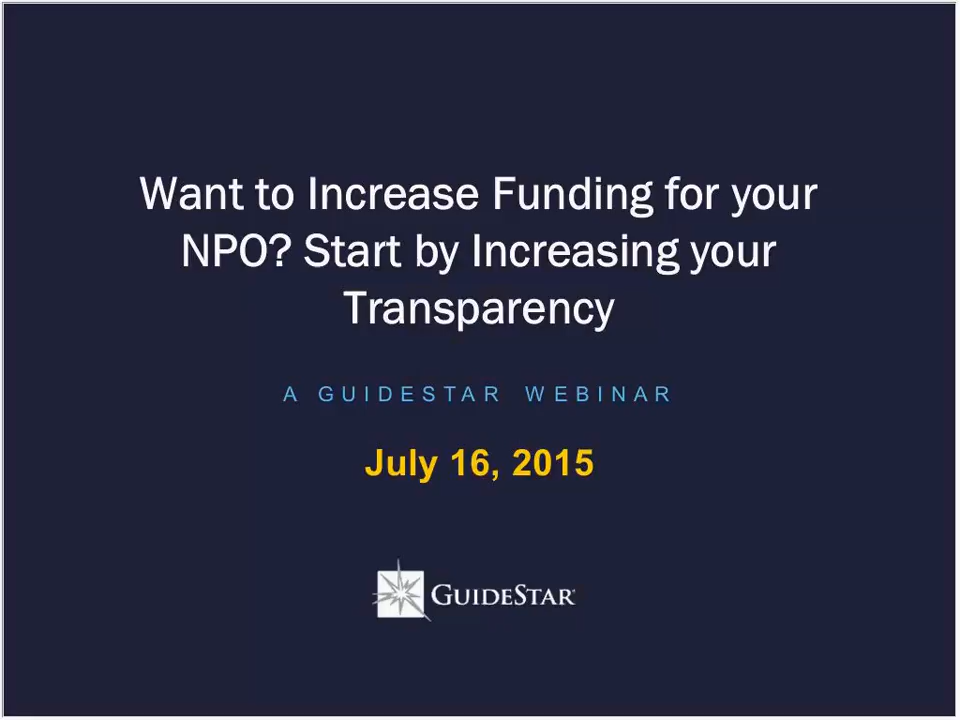 Want to Increase Funding for your
NPO? Start by Increasing your
Transparency
A GUIDESTAR WEBINAR
July 16, 2015
GUIDESTAR